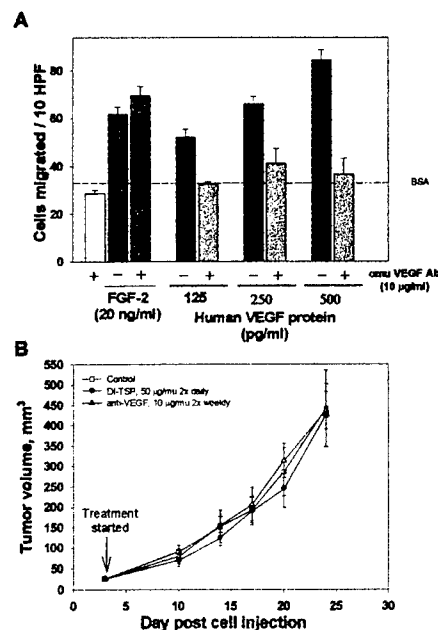 A
Cells migrated / 10 HPF
80
60
40
20
0
BSA
+ − + − + − + − +
αmu VEGF Ab
(10 µg/ml)
FGF-2
(20 ng/ml)
125 250 500
Human VEGF protein
(pg/ml)
B
Tumor volume, mm³
550
500
450
400
350
300
250
200
150
100
50
0
Control
DI-TSP, 50 µg/mu 2x daily
anti-VEGF, 10 µg/mu 2x weekly
Treatment
started
0 5 10 15 20 25 30
Day post cell injection